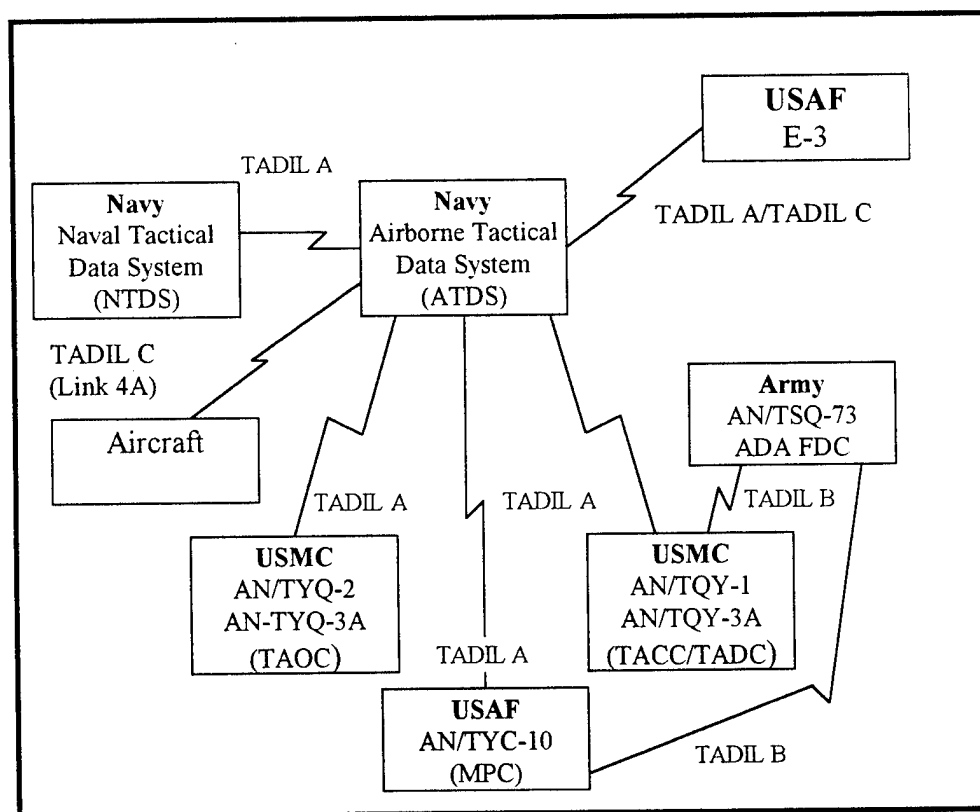 USAF
E-3
TADIL A
TADIL A/TADIL C
Navy
Naval Tactical
Data System
(NTDS)
Navy
Airborne Tactical
Data System
(ATDS)
TADIL C
(Link 4A)
Aircraft
Army
AN/TSQ-73
ADA FDC
TADIL B
TADIL A
TADIL A
USMC
AN/TYQ-2
AN-TYQ-3A
(TAOC)
USMC
AN/TQY-1
AN/TQY-3A
(TACC/TADC)
TADIL A
USAF
AN/TYC-10
(MPC)
TADIL B